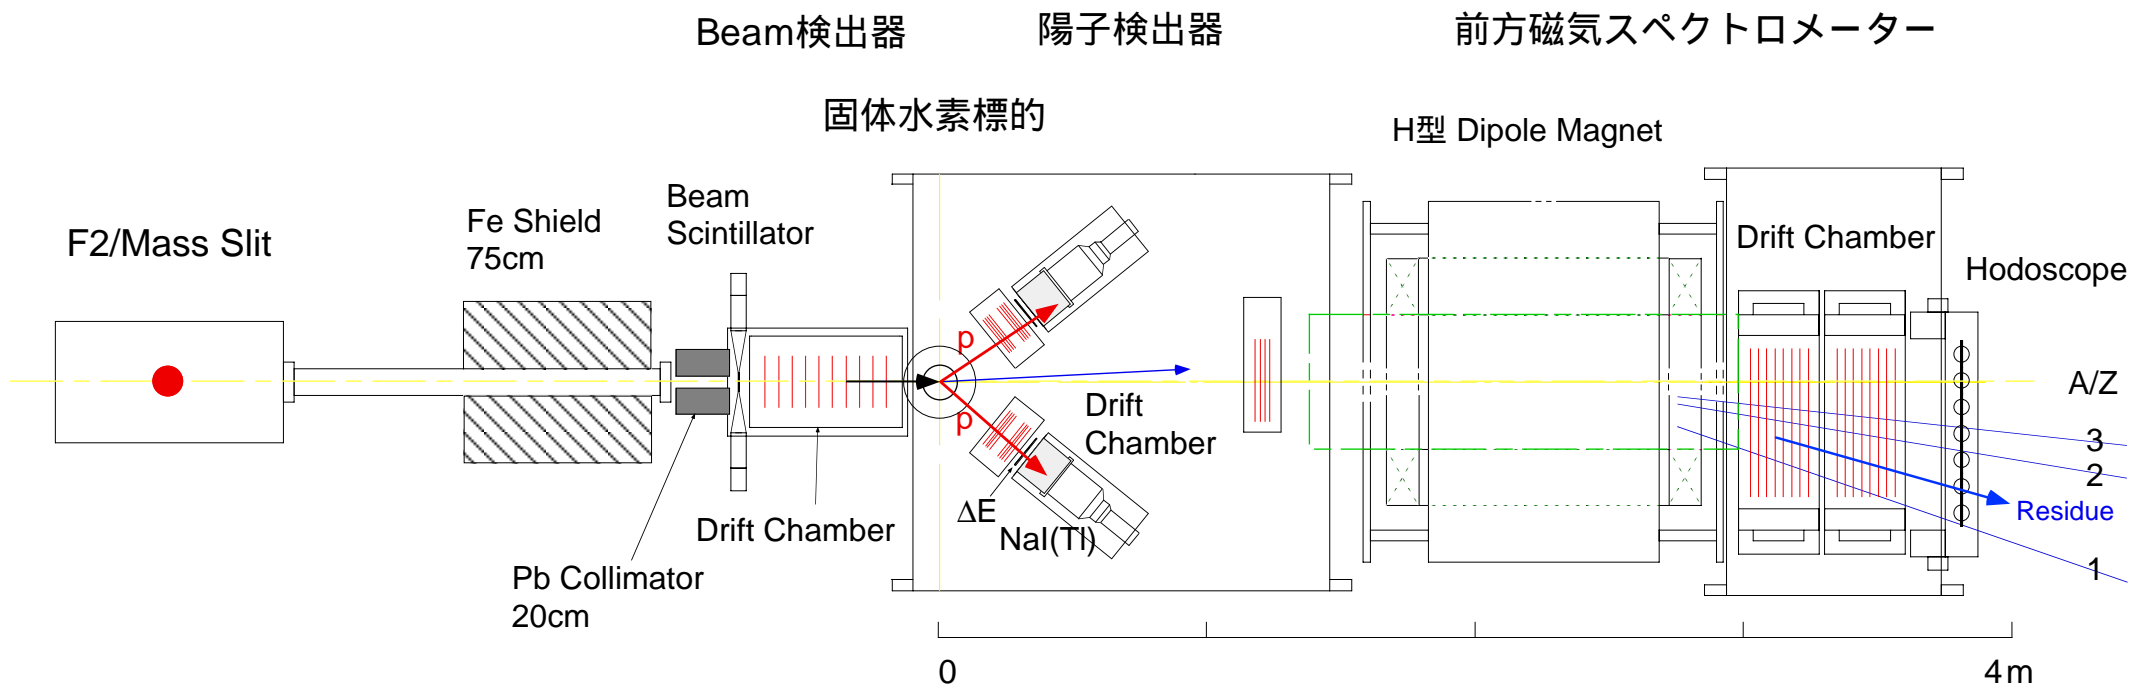 Beam検出器
陽子検出器
前方磁気スペクトロメーター
固体水素標的
H型 Dipole Magnet
Beam
Scintillator
Fe Shield
75cm
F2/Mass Slit
Drift Chamber
Hodoscope
p
p
Drift
Chamber
A/Z
3
2
1
Residue
ΔE
NaI(Tl)
Drift Chamber
Pb Collimator
20cm
0
4m